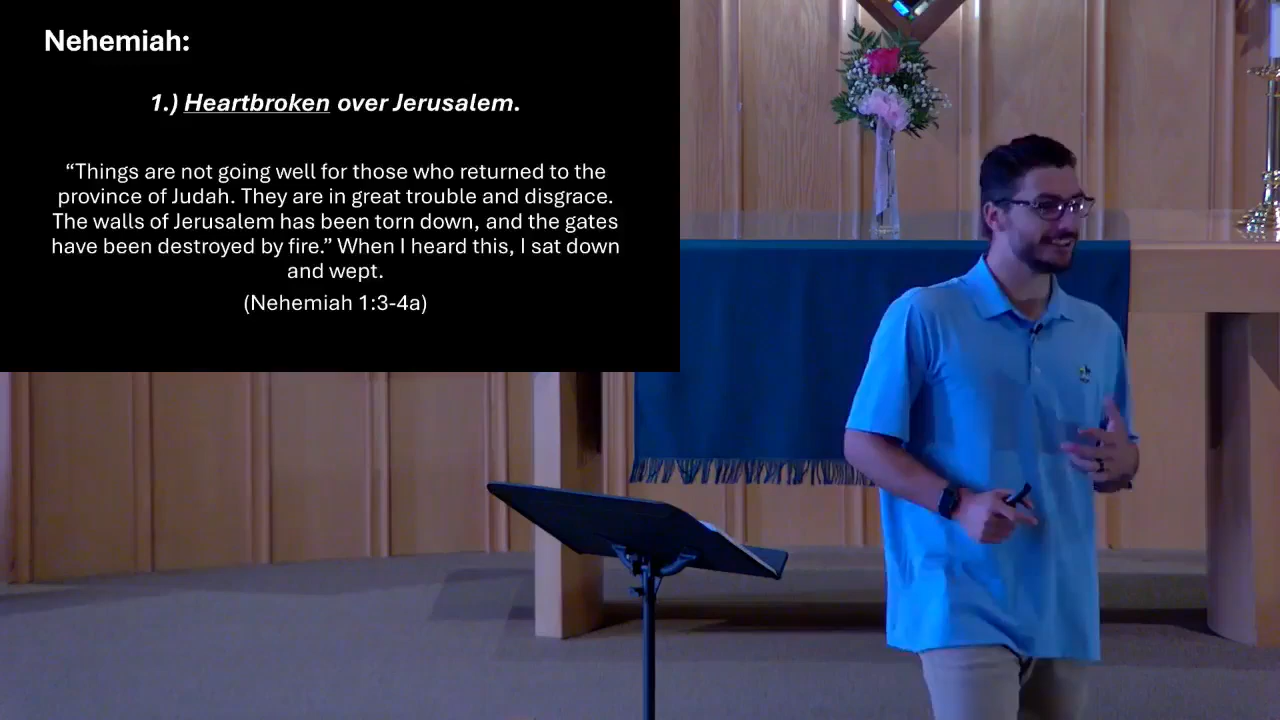 Nehemiah:
1.) Heartbroken over Jerusalem.
“Things are not going well for those who returned to the
province of Judah. They are in great trouble and disgrace.
The walls of Jerusalem has been torn down, and the gates
have been destroyed by fire.” When I heard this, I sat down
and wept.
(Nehemiah 1:3-4a)